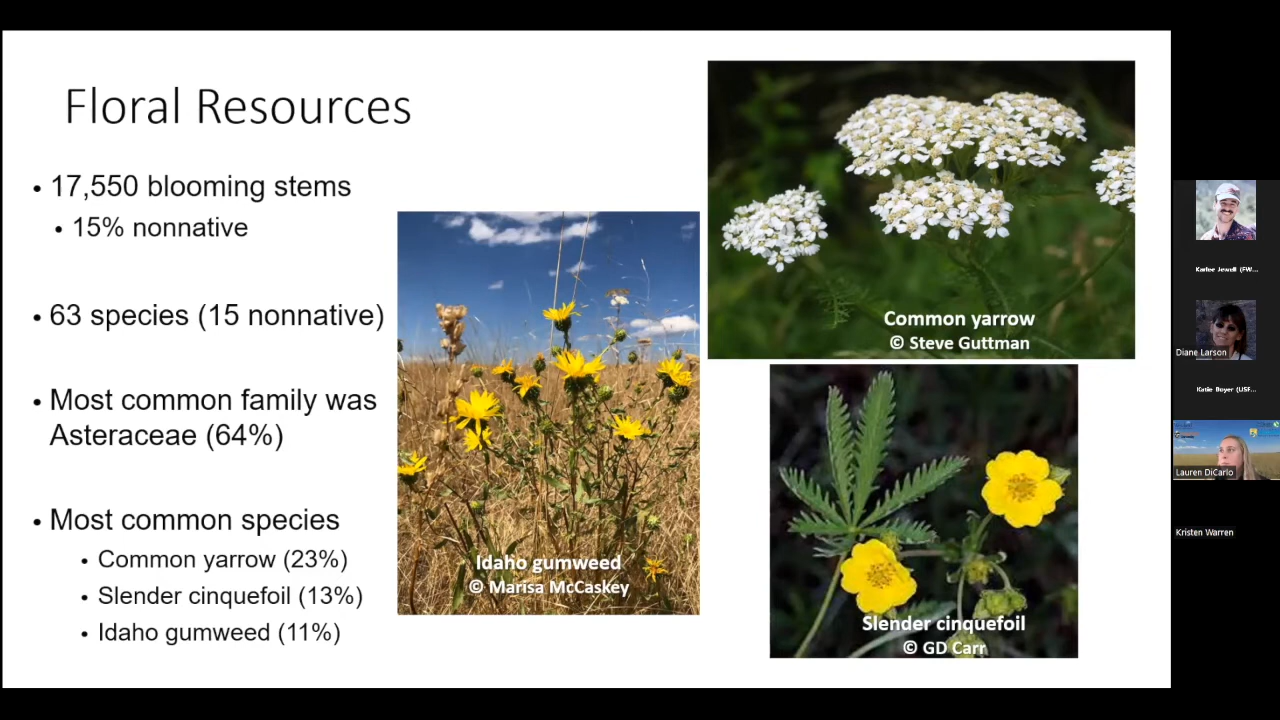 Floral Resources
• 17,550 blooming stems
• 15% nonnative
• 63 species (15 nonnative)
• Most common family was
Asteraceae (64%)
• Most common species
• Common yarrow (23%)
• Slender cinquefoil (13%)
• Idaho gumweed (11%)
Idaho gumweed
© Marisa McCaskey
Common yarrow
© Steve Guttman
Slender cinquefoil
© GD Carr
Karlee Jewell (FW...
Diane Larson
Katie Boyer (USF...
Lauren DiCarlo
Kristen Warren